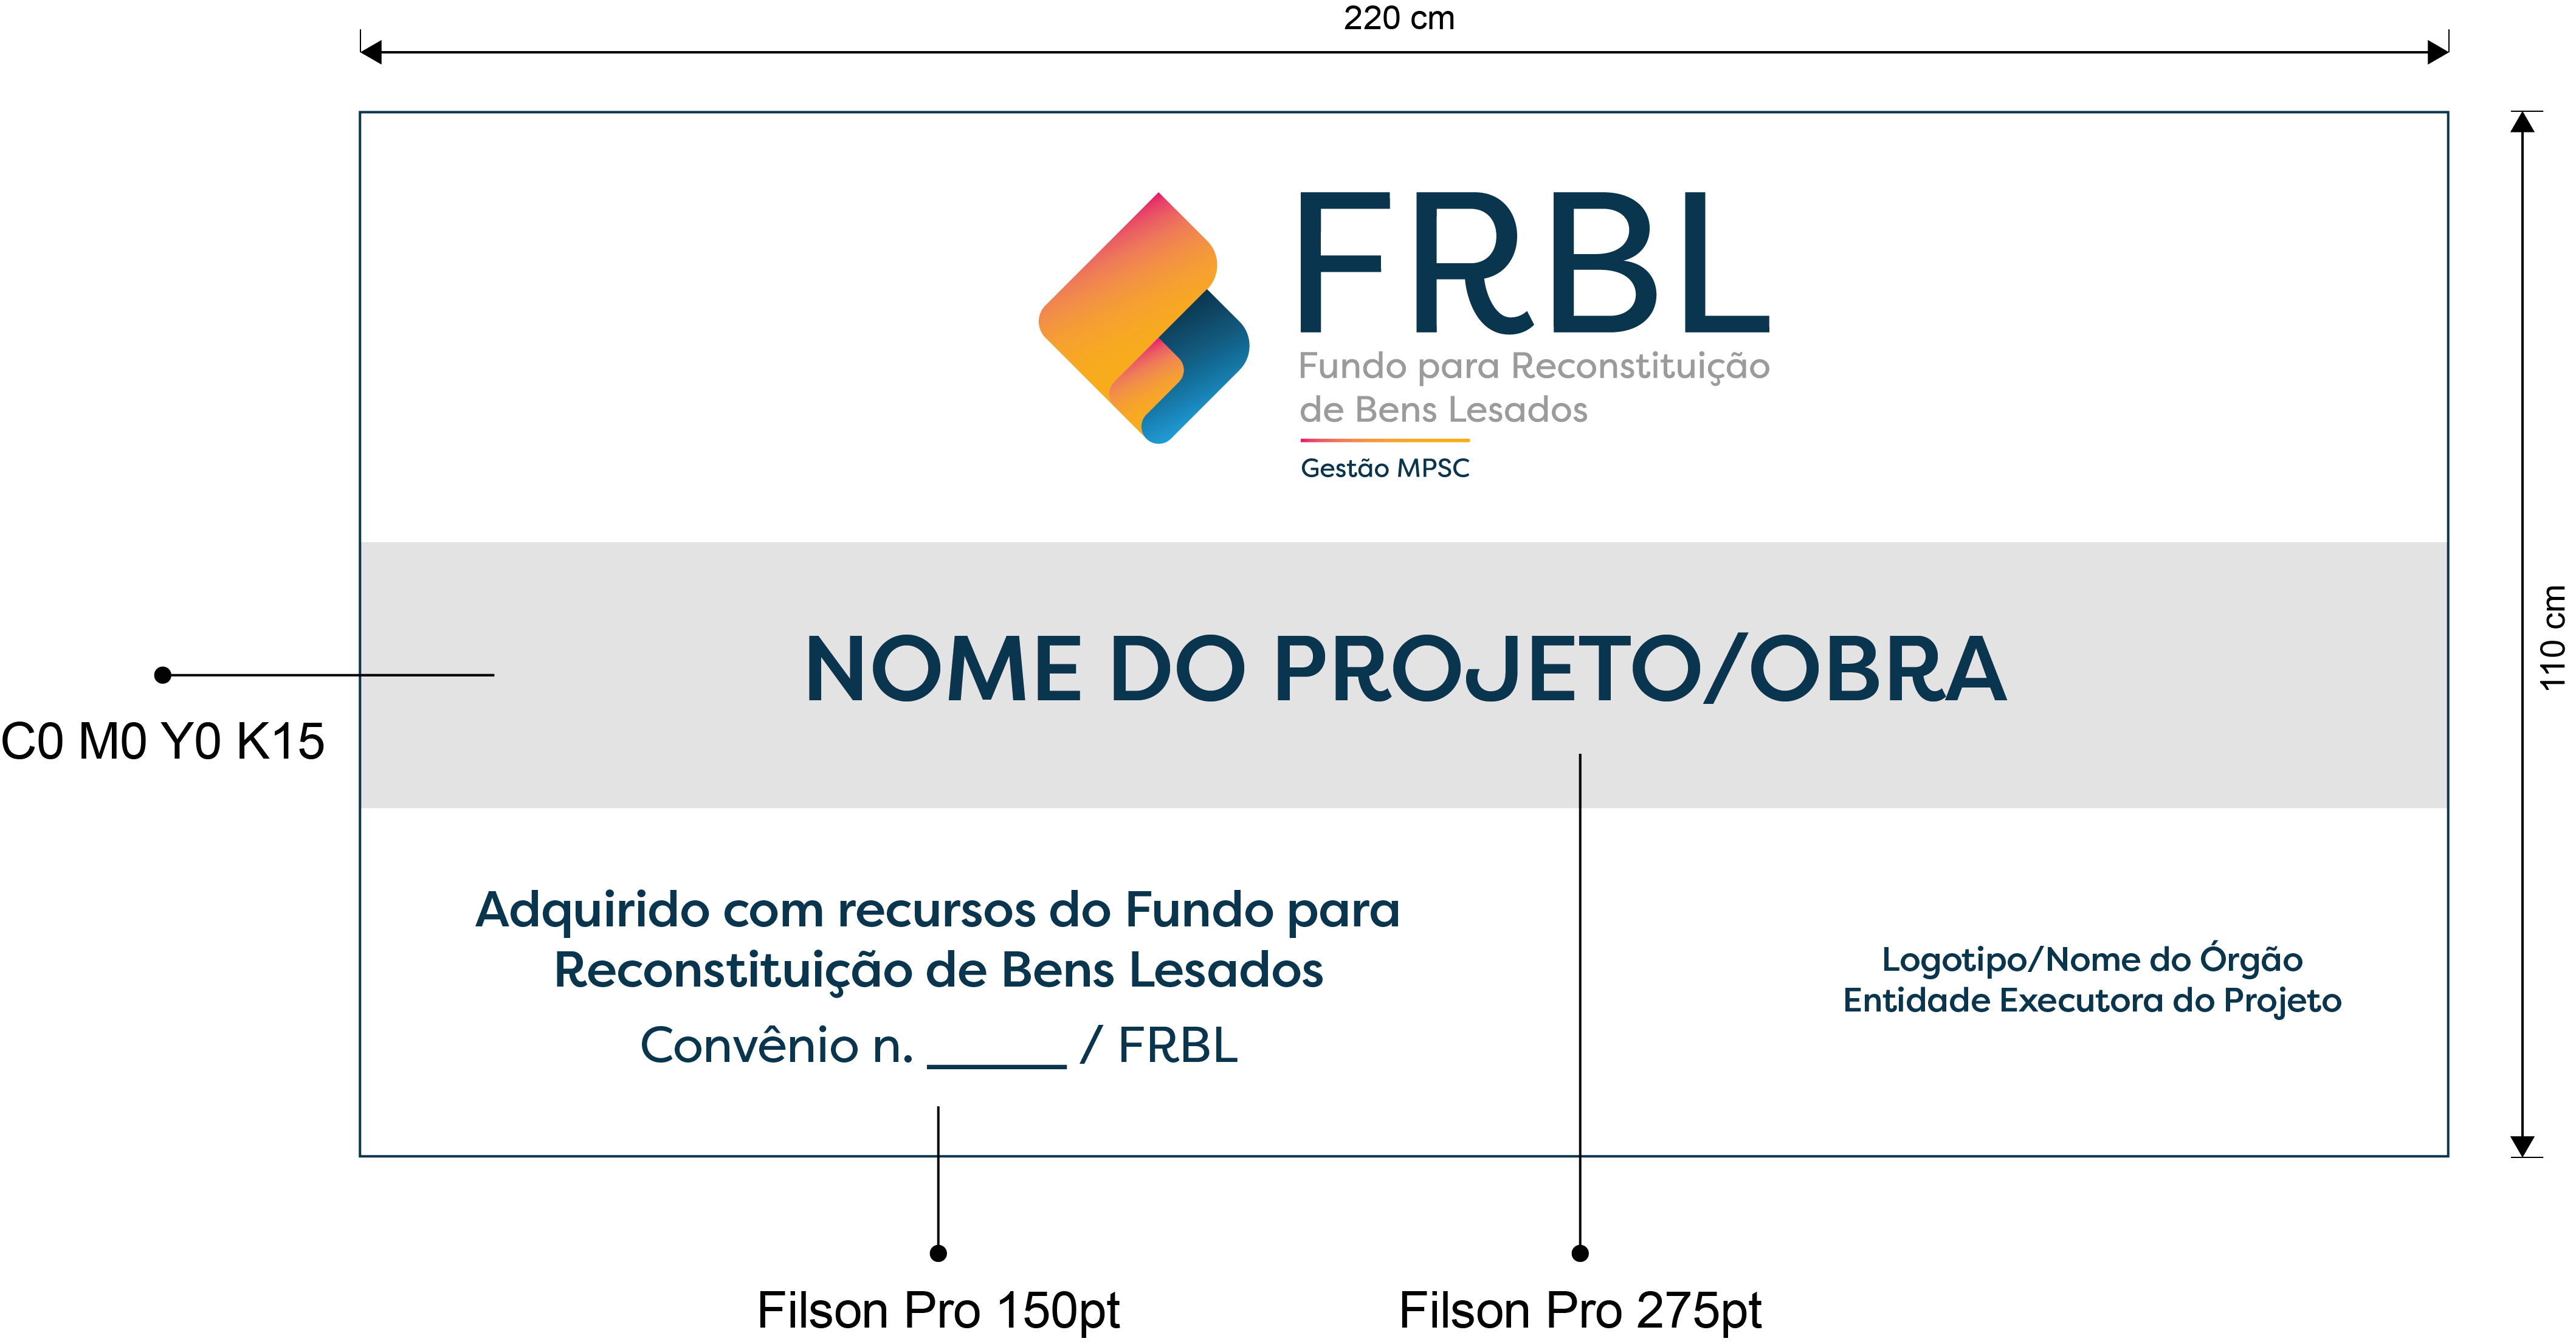 220 cm
FRBL
Fundo para Reconstituição
de Bens Lesados
Gestão MPSC
110 cm
NOME DO PROJETO/OBRA
C0 M0 Y0 K15
Adquirido com recursos do Fundo para
Reconstituição de Bens Lesados
Convênio n. ______ / FRBL
Logotipo/Nome do Órgão
Entidade Executora do Projeto
Filson Pro 150pt
Filson Pro 275pt